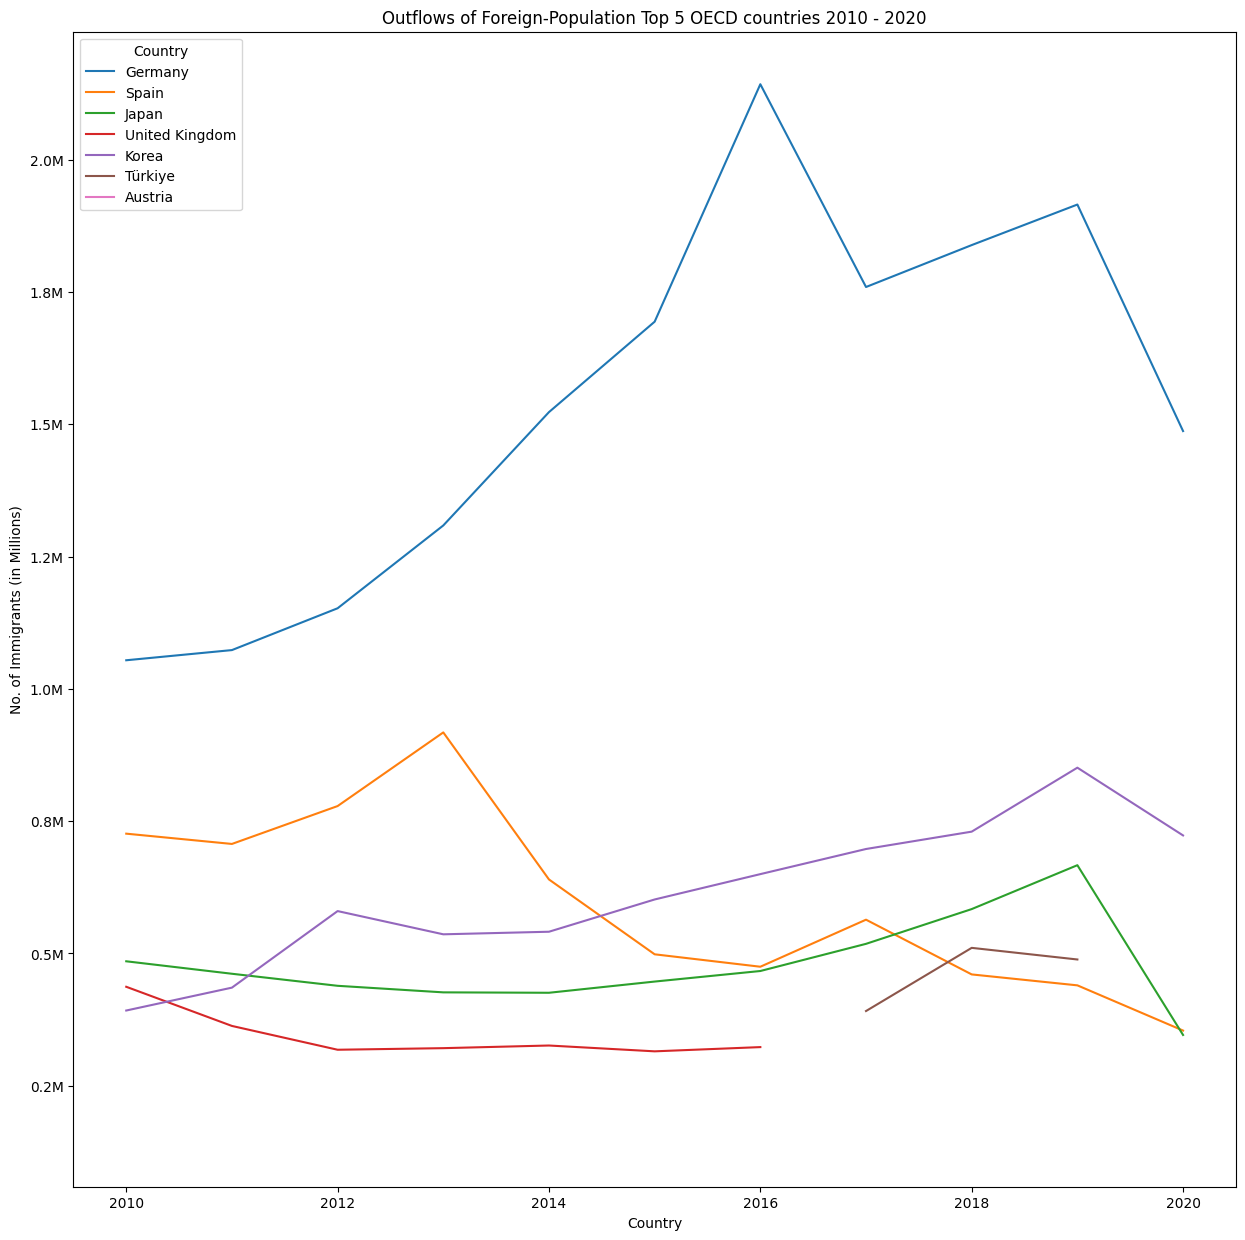 Outflows of Foreign-Population Top 5 OECD countries 2010 - 2020
Country
Germany
Spain
Japan
United Kingdom
Korea
Türkiye
Austria
No. of Immigrants (in Millions)
2.0M
1.8M
1.5M
1.2M
1.0M
0.8M
0.5M
0.2M
2010 2012 2014 2016 2018 2020
Country